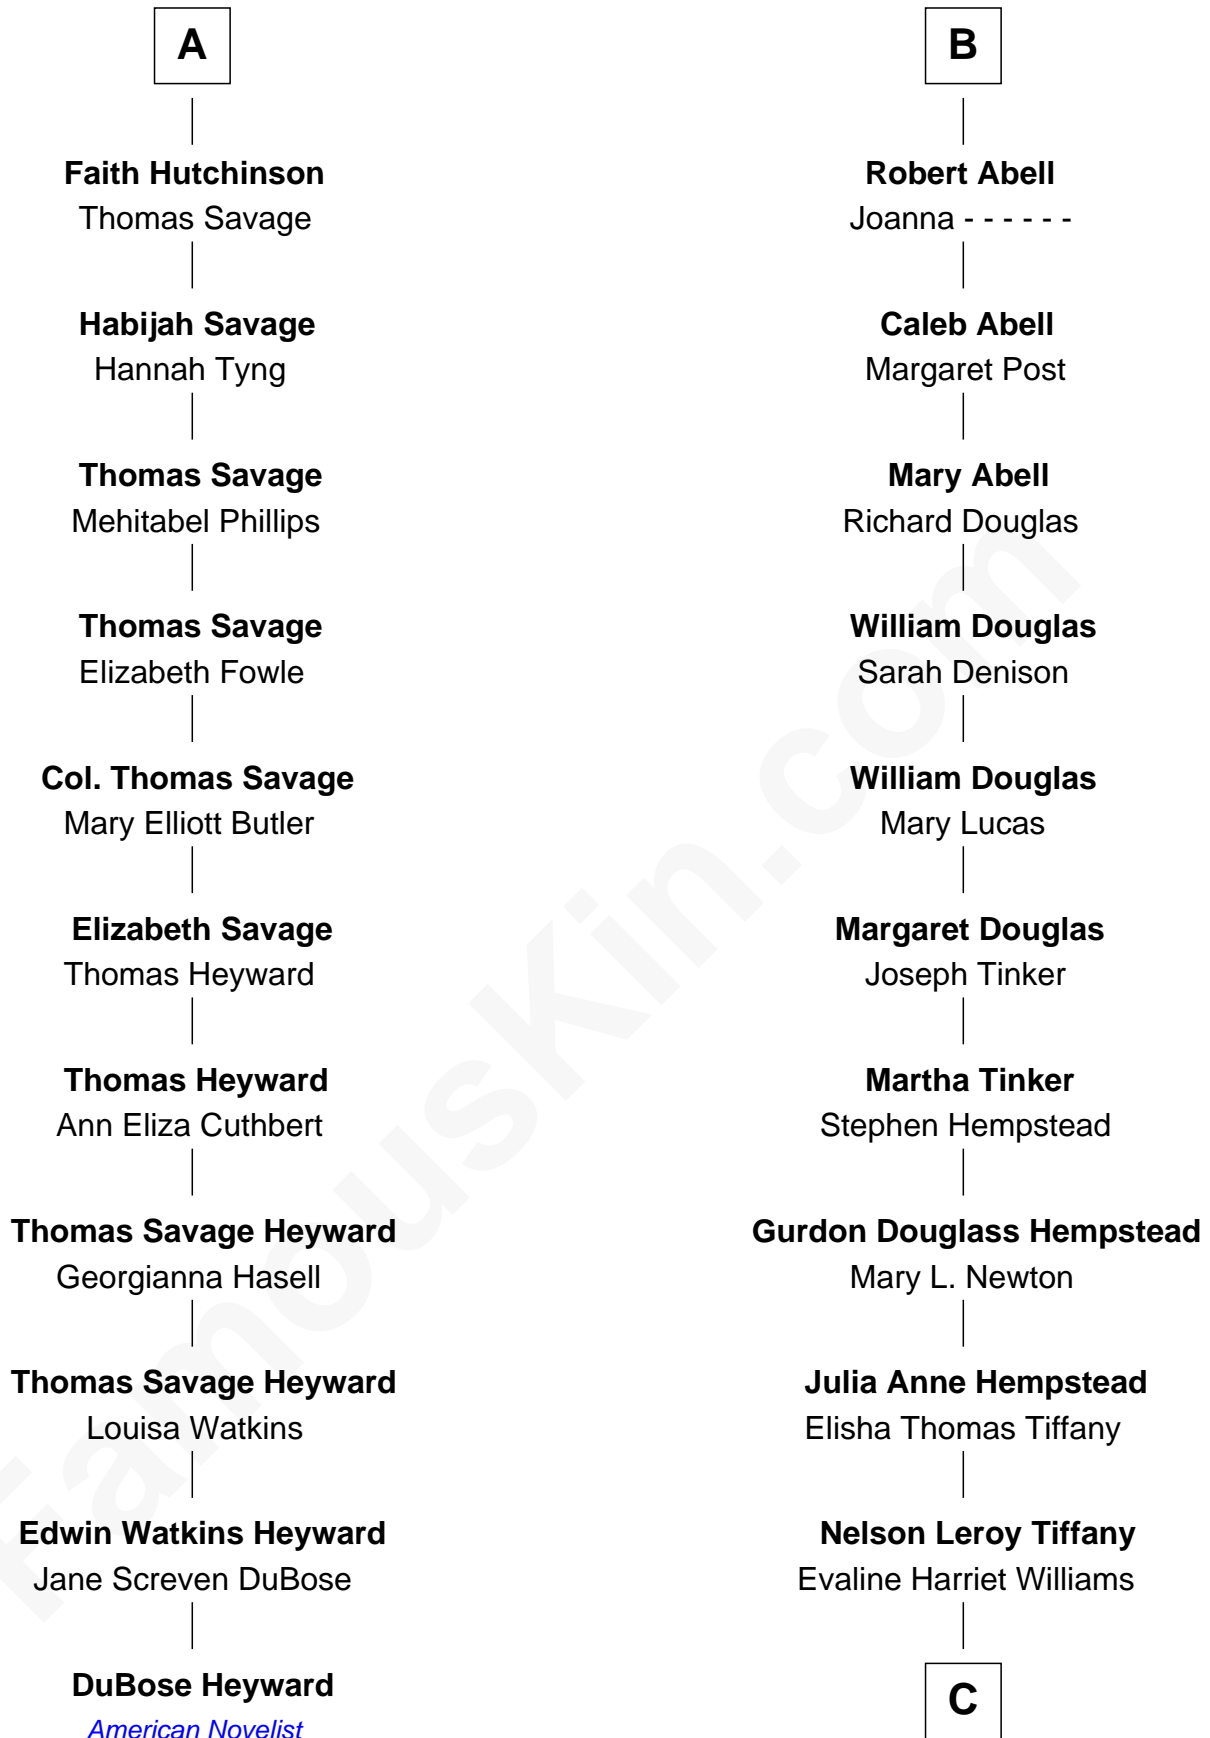 A
Faith Hutchinson
Thomas Savage
Habijah Savage
Hannah Tyng
Thomas Savage
Mehitabel Phillips
Thomas Savage
Elizabeth Fowle
Col. Thomas Savage
Mary Elliott Butler
Elizabeth Savage
Thomas Heyward
Thomas Heyward
Ann Eliza Cuthbert
Thomas Savage Heyward
Georgianna Hasell
Thomas Savage Heyward
Louisa Watkins
Edwin Watkins Heyward
Jane Screven DuBose
DuBose Heyward
American Novelist
B
Robert Abell
Joanna - - - - - -
Caleb Abell
Margaret Post
Mary Abell
Richard Douglas
William Douglas
Sarah Denison
William Douglas
Mary Lucas
Margaret Douglas
Joseph Tinker
Martha Tinker
Stephen Hempstead
Gurdon Douglass Hempstead
Mary L. Newton
Julia Anne Hempstead
Elisha Thomas Tiffany
Nelson Leroy Tiffany
Evaline Harriet Williams
C
FamousKin.com